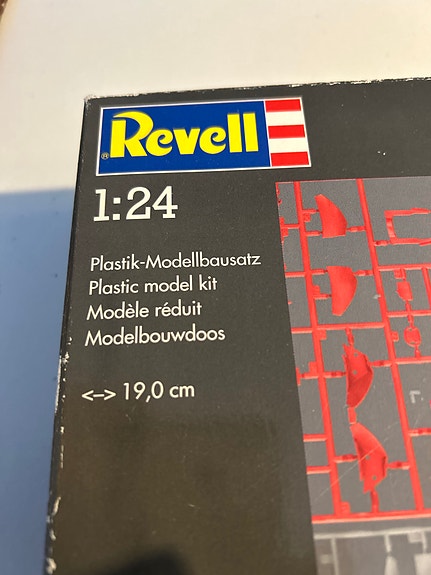 ®Revell
1:24
Plastik-Modellbausatz
Plastic model kit
Modèle réduit
Modelbouwdoos
<--> 19,0 cm